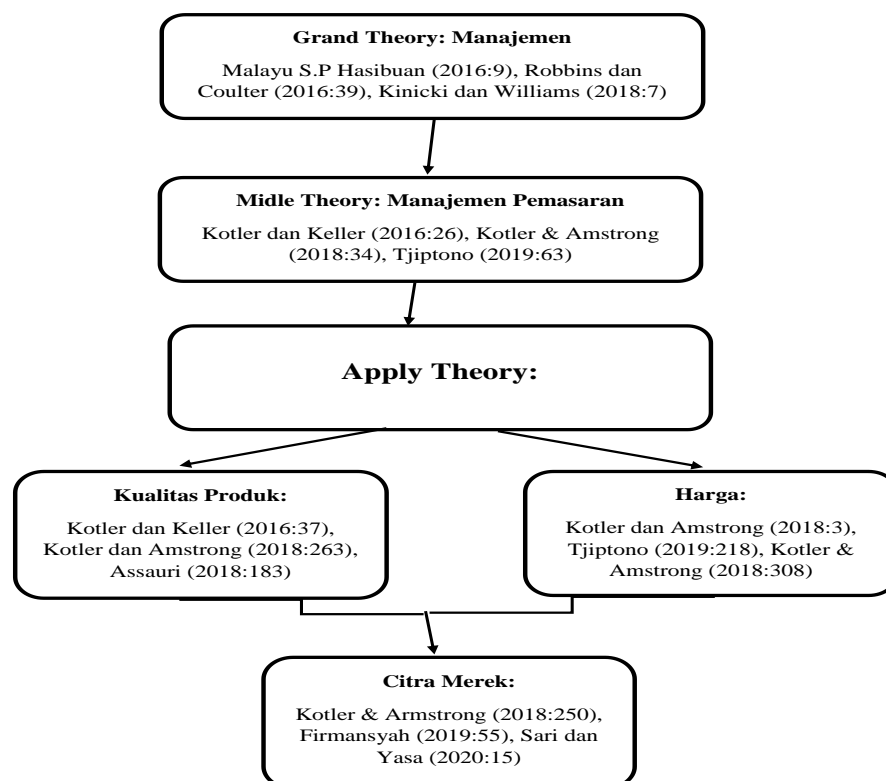 Grand Theory: Manajemen
Malayu S.P Hasibuan (2016:9), Robbins dan
Coulter (2016:39), Kinicki dan Williams (2018:7)
Midle Theory: Manajemen Pemasaran
Kotler dan Keller (2016:26), Kotler & Amstrong
(2018:34), Tjiptono (2019:63)
Apply Theory:
Kualitas Produk:
Kotler dan Keller (2016:37),
Kotler dan Amstrong (2018:263),
Assauri (2018:183)
Harga:
Kotler dan Amstrong (2018:3),
Tjiptono (2019:218), Kotler &
Amstrong (2018:308)
Citra Merek:
Kotler & Armstrong (2018:250),
Firmansyah (2019:55), Sari dan
Yasa (2020:15)